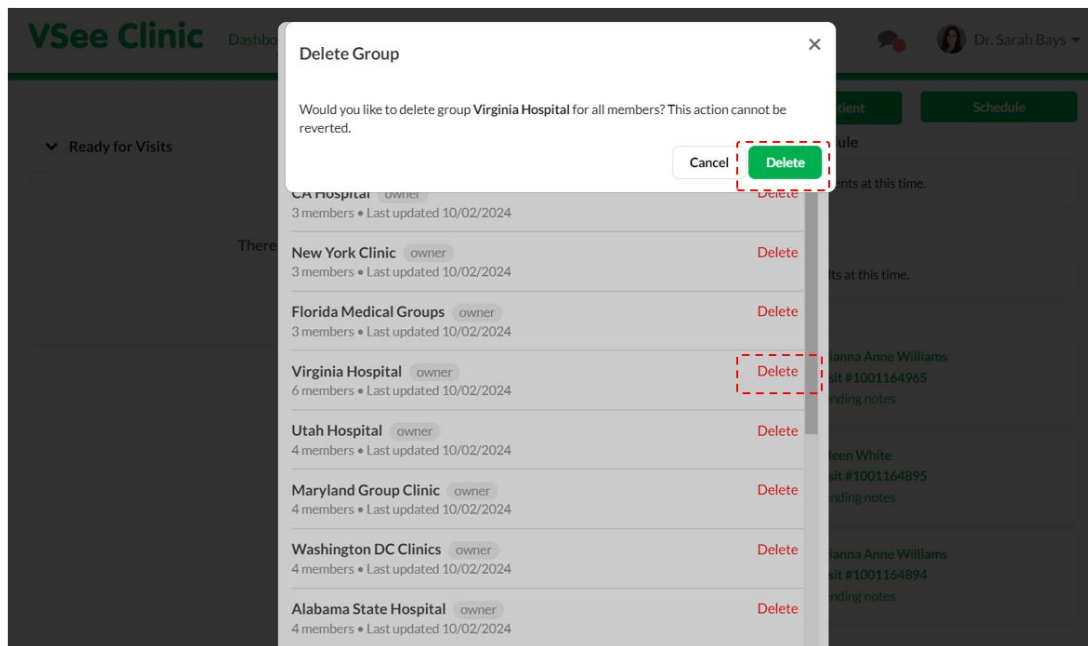 VSee Clinic
Dr. Sarah Bays
Delete Group
×
Would you like to delete group Virginia Hospital for all members? This action cannot be
reverted.
Cancel
Delete
Schedule
Ready for Visits
There
ents at this time.
lts at this time.
CA Hospital owner
Delete
3 members • Last updated 10/02/2024
New York Clinic owner
Delete
3 members • Last updated 10/02/2024
Florida Medical Groups owner
Delete
3 members • Last updated 10/02/2024
Virginia Hospital owner
Delete
6 members • Last updated 10/02/2024
Utah Hospital owner
Delete
4 members • Last updated 10/02/2024
Maryland Group Clinic owner
Delete
4 members • Last updated 10/02/2024
Washington DC Clinics owner
Delete
4 members • Last updated 10/02/2024
Alabama State Hospital owner
Delete
4 members • Last updated 10/02/2024
ianna Anne Williams
sit #1001164965
nding notes
leen White
sit #1001164895
nding notes
ianna Anne Williams
sit #1001164894
nding notes